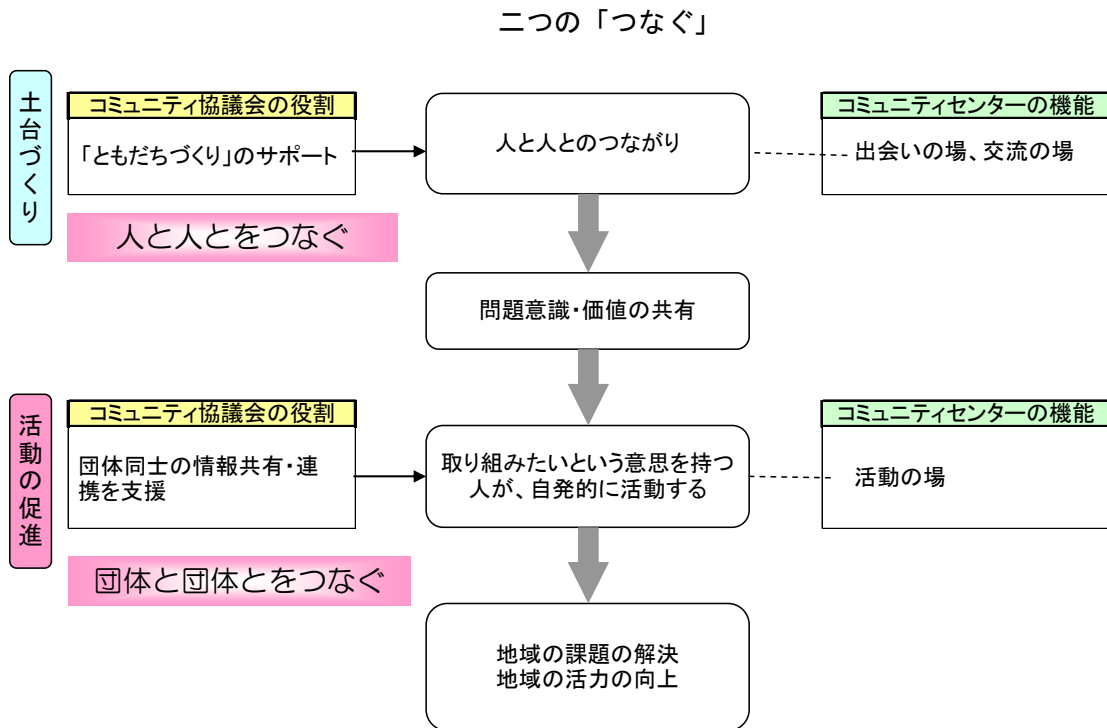 二つの「つなぐ」
土台づくり
コミュニティ協議会の役割
「ともだちづくり」のサポート
人と人とのつながり
コミュニティセンターの機能
出会いの場、交流の場
人と人とをつなぐ
問題意識・価値の共有
活動の促進
コミュニティ協議会の役割
団体同士の情報共有・連
携を支援
取り組みたいという意思を持つ
人が、自発的に活動する
コミュニティセンターの機能
活動の場
団体と団体とをつなぐ
地域の課題の解決
地域の活力の向上